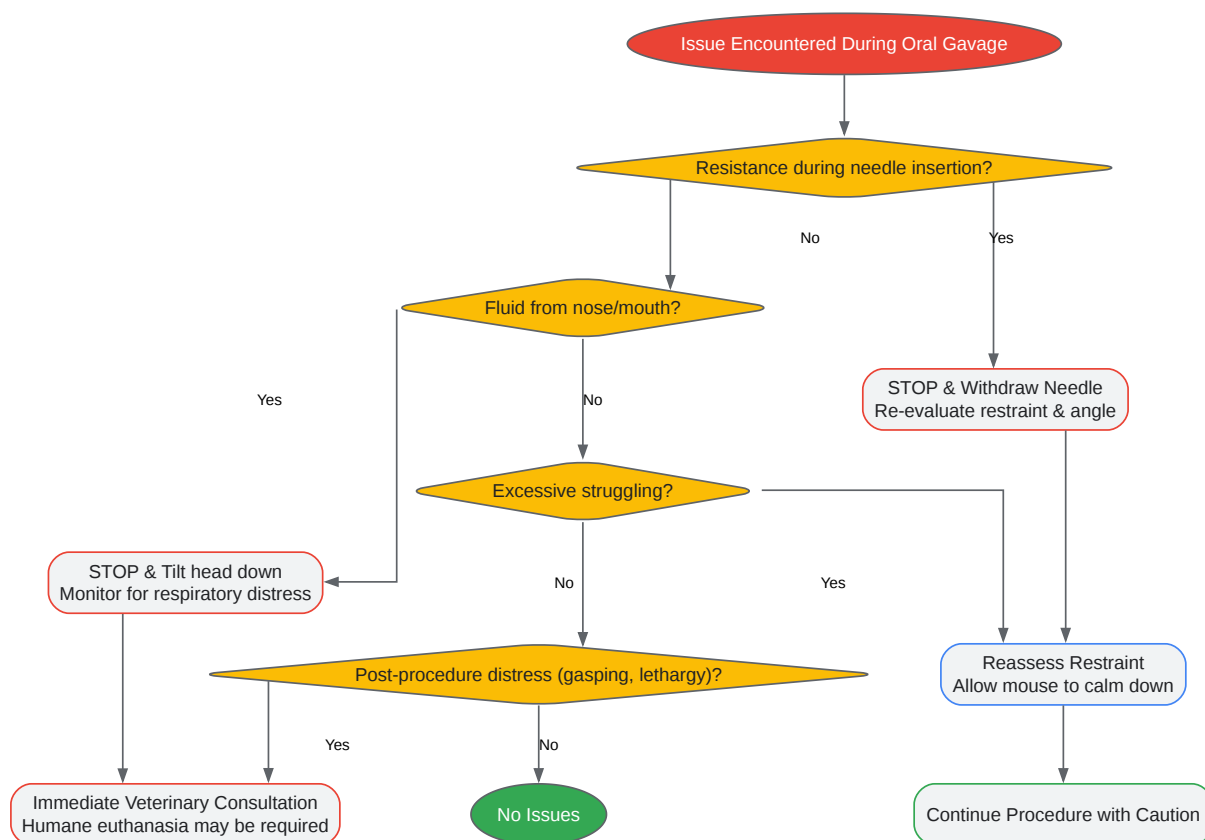 Issue Encountered During Oral Gavage
Resistance during needle insertion?
No
Yes
Fluid from nose/mouth?
STOP & Withdraw Needle
Re-evaluate restraint & angle
Yes
No
Excessive struggling?
STOP & Tilt head down
Monitor for respiratory distress
No
Yes
Reassess Restraint
Allow mouse to calm down
Post-procedure distress (gasping, lethargy)?
Yes
No
Immediate Veterinary Consultation
Humane euthanasia may be required
No Issues
Continue Procedure with Caution